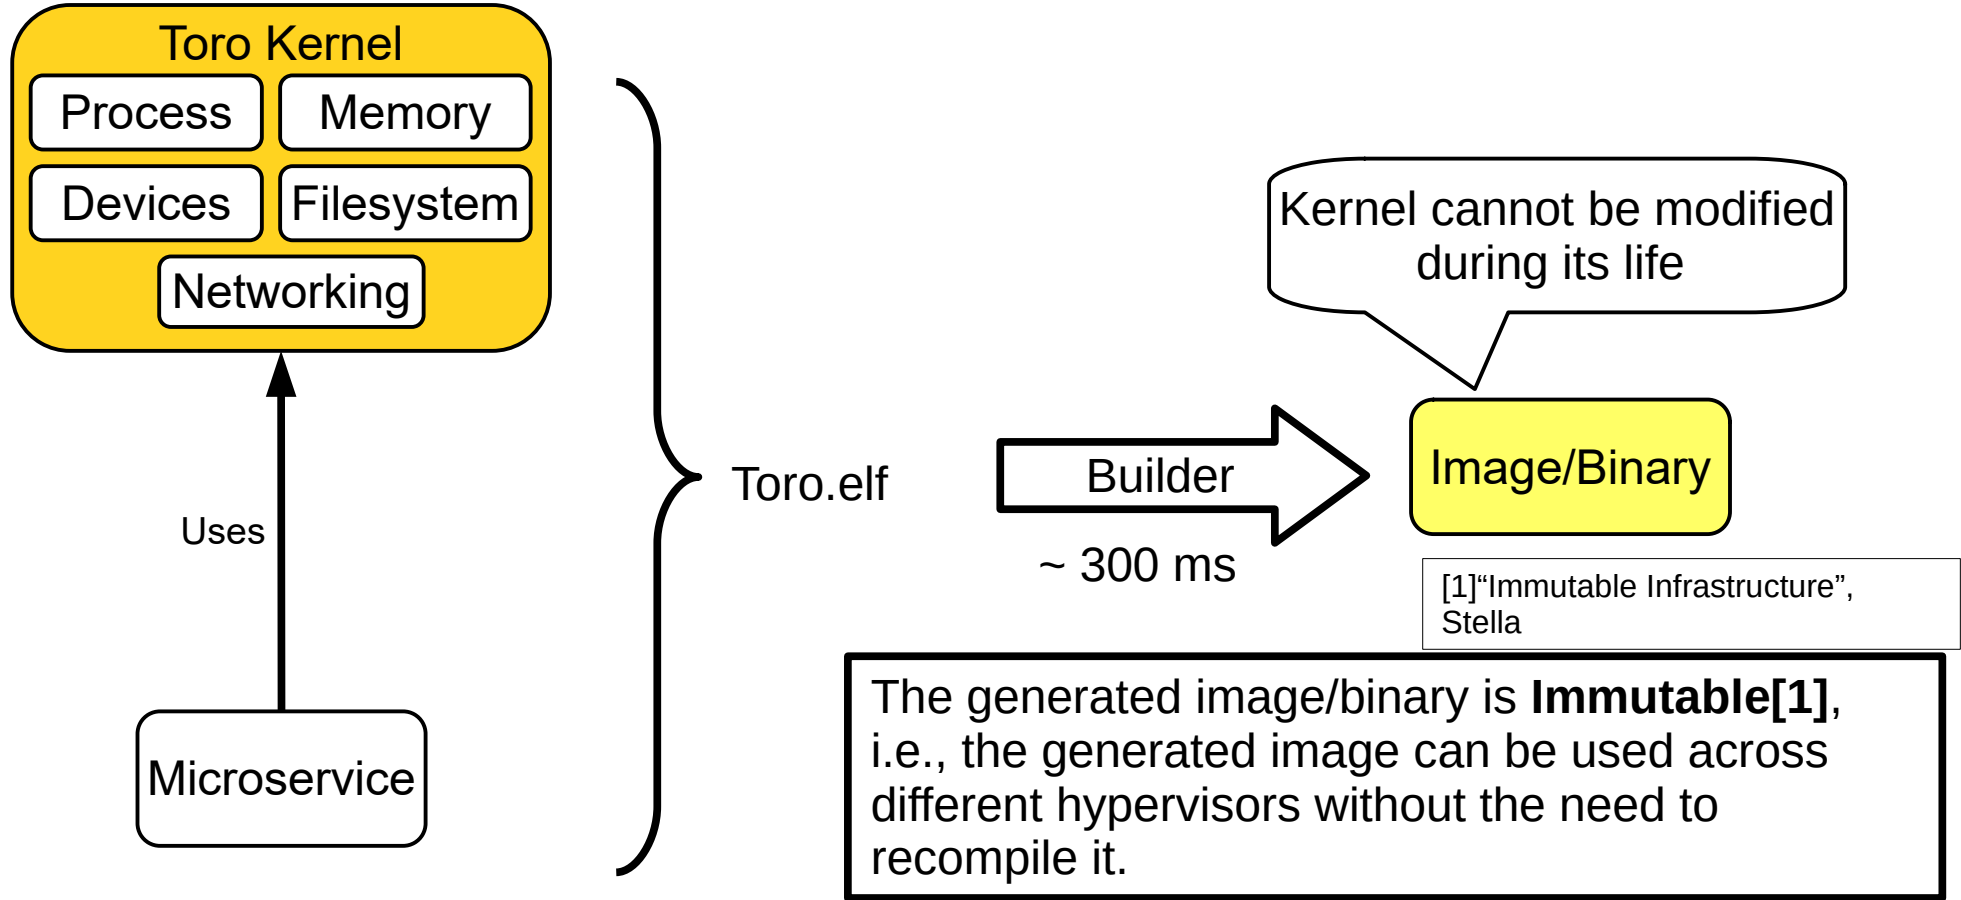 Toro Kernel
Process
Memory
Devices
Filesystem
Networking
Uses
Microservice
Toro.elf
Builder
~ 300 ms
Kernel cannot be modified
during its life
Image/Binary
[1]“Immutable Infrastructure”,
Stella
The generated image/binary is Immutable[1],
i.e., the generated image can be used across
different hypervisors without the need to
recompile it.